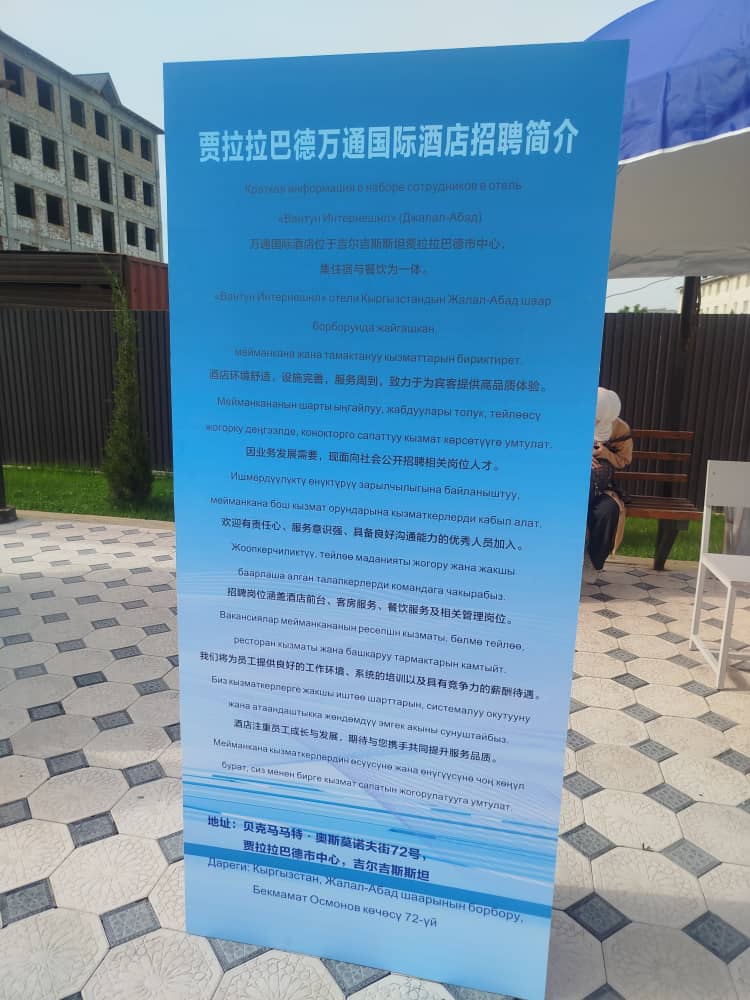 贾拉拉巴德万通国际酒店招聘简介
Краткая информация о наборе сотрудников в отель
«Вантун Интернешнл» (Джалал-Абад)
万通国际酒店位于吉尔吉斯斯坦贾拉拉巴德市中心，
集住宿与餐饮为一体。
«Вантун Интернешнл» отели Кыргызстандын Жалал-Абад шаар
борборунда жайгашкан,
мейманкана жана тамактануу кызматтарын бириктирет.
酒店环境舒适，设施完善，服务周到，致力于为宾客提供高品质体验。
Мейманкананын шарты ыңгайлуу, жабдуулары толук, тейлөөсү
жогорку деңгээлде, конокторго сапаттуу кызмат көрсөтүүгө умтулат.
因业务发展需要，现面向社会公开招聘相关岗位人才。
Ишмердүүлүктү өнүктүрүү зарылчылыгына байланыштуу,
мейманкана бош кызмат орундарына кызматкерлерди кабыл алат.
欢迎有责任心、服务意识强、具备良好沟通能力的优秀人员加入。
Жоопкерчиликтүү, тейлөө маданияты жогору жана жакшы
баарлаша алган талапкерлерди командага чакырабыз.
招聘岗位涵盖酒店前台、客房服务、餐饮服务及相关管理岗位。
Вакансиялар мейманкананын ресепшн кызматы, бөлмө тейлөө,
ресторан кызматы жана башкаруу тармактарын камтыйт.
我们将为员工提供良好的工作环境、系统的培训以及具有竞争力的薪酬待遇。
Биз кызматкерлерге жакшы иштөө шарттарын, системалуу окутууну
жана атаандаштыкка жөндөмдүү эмгек акыны сунуштайбыз.
酒店注重员工成长与发展，期待与您携手共同提升服务品质。
Мейманкана кызматкерлердин өсүүсүнө жана өнүгүүсүнө чоң көңүл
бурат, сиз менен бирге кызмат сапатын жогорулатууга умтулат.
地址：贝克马马特·奥斯莫诺夫街72号，
贾拉拉巴德市中心，吉尔吉斯斯坦
Дареги: Кыргызстан, Жалал-Абад шаарынын борбору,
Бекмамат Осмонов көчөсү 72-үй